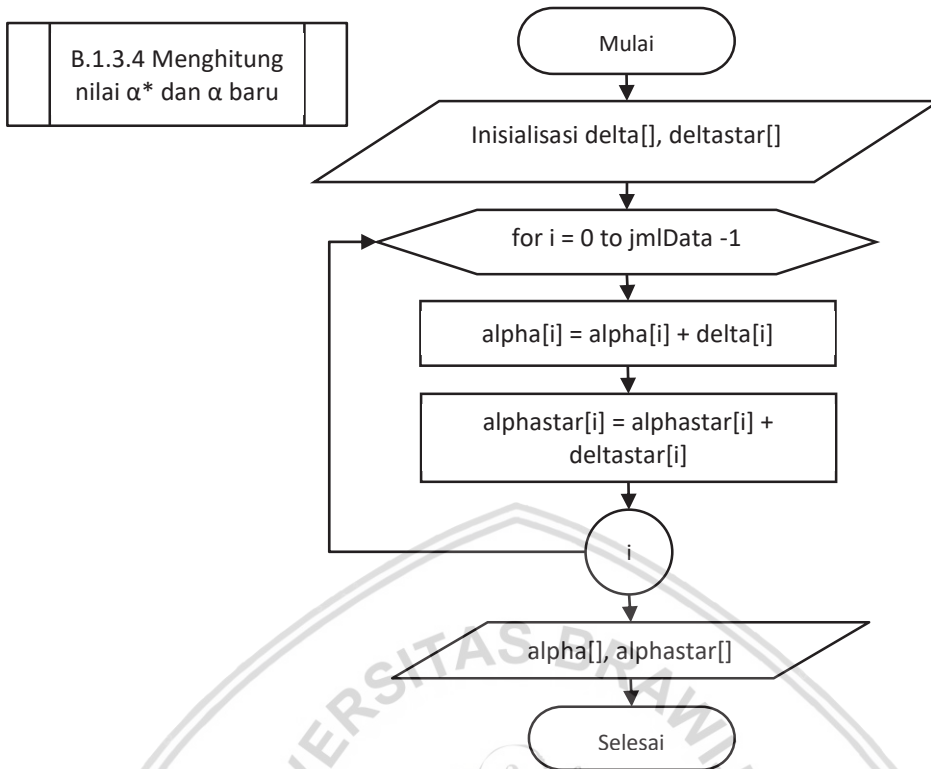 B.1.3.4 Menghitung
nilai α* dan α baru
Mulai
Inisialisasi delta[], deltastar[]
for i = 0 to jmlData -1
alpha[i] = alpha[i] + delta[i]
alphastar[i] = alphastar[i] +
deltastar[i]
i
alpha[], alphastar[]
Selesai